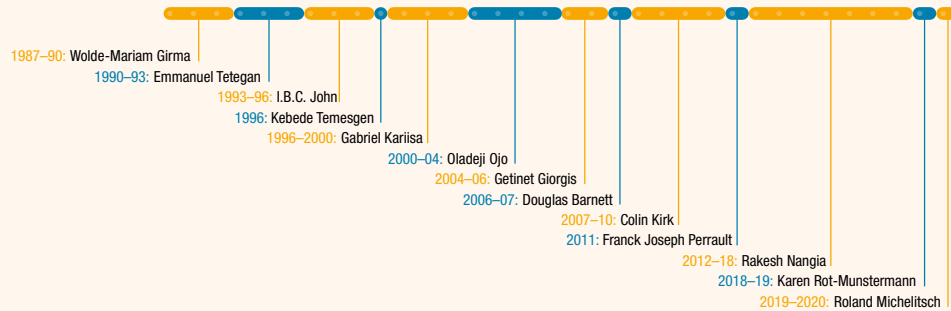 1987–90: Wolde-Mariam Girma
1990–93: Emmanuel Tetegan
1993–96: I.B.C. John
1996: Kebede Temesgen
1996–2000: Gabriel Kariisa
2000–04: Oladeji Ojo
2004–06: Getinet Giorgis
2006–07: Douglas Barnett
2007–10: Colin Kirk
2011: Franck Joseph Perrault
2012–18: Rakesh Nangia
2018–19: Karen Rot-Munstermann
2019–2020: Roland Michelitsch